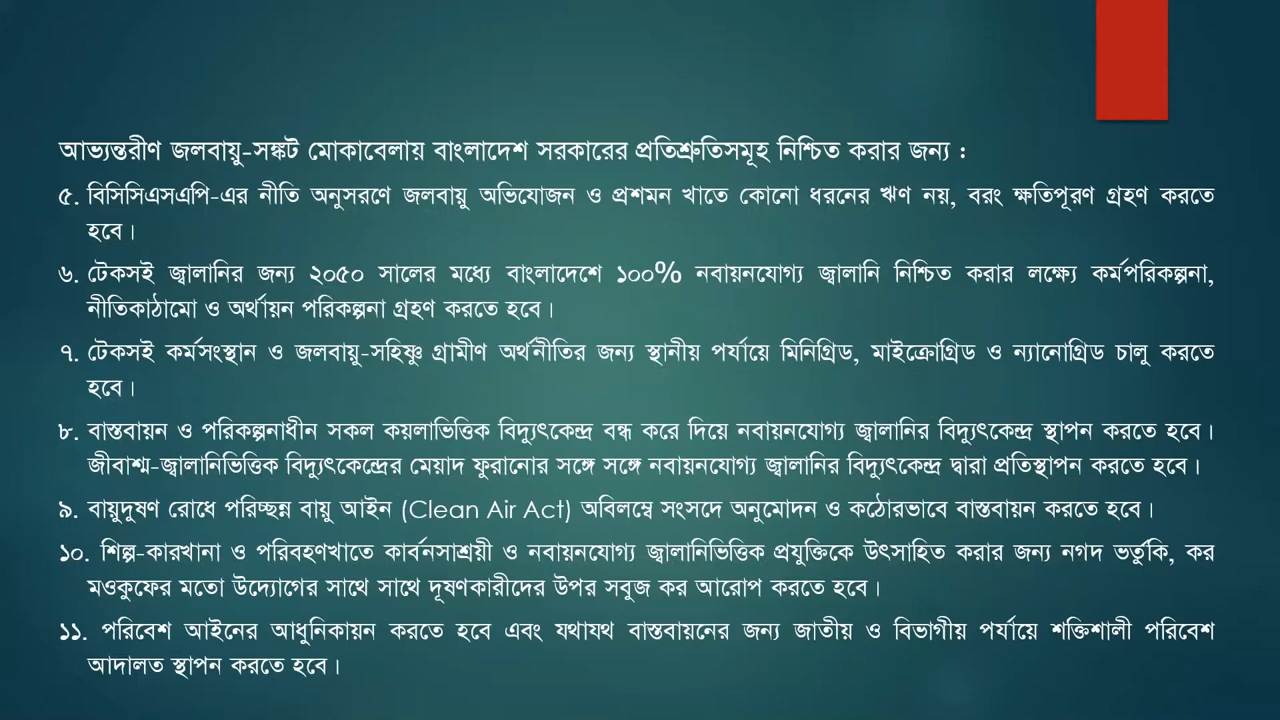 আভ্যন্তরীণ জলবায়ু-সঙ্কট মোকাবেলায় বাংলাদেশ সরকারের প্রতিশ্রুতিসমূহ নিশ্চিত করার জন্য :
৫. বিসিসিএসএপি-এর নীতি অনুসরণে জলবায়ু অভিযোজন ও প্রশমন খাতে কোনো ধরনের ঋণ নয়, বরং ক্ষতিপূরণ গ্রহণ করতে
হবে।
৬. টেকসই জ্বালানির জন্য ২০৫০ সালের মধ্যে বাংলাদেশে ১০০% নবায়নযোগ্য জ্বালানি নিশ্চিত করার লক্ষ্যে কর্মপরিকল্পনা,
নীতিকাঠামো ও অর্থায়ন পরিকল্পনা গ্রহণ করতে হবে।
৭. টেকসই কর্মসংস্থান ও জলবায়ু-সহিষ্ণু গ্রামীণ অর্থনীতির জন্য স্থানীয় পর্যায়ে মিনিগ্রিড, মাইক্রোগ্রিড ও ন্যানোগ্রিড চালু করতে
হবে।
৮. বাস্তবায়ন ও পরিকল্পনাধীন সকল কয়লাভিত্তিক বিদ্যুৎকেন্দ্র বন্ধ করে দিয়ে নবায়নযোগ্য জ্বালানির বিদ্যুৎকেন্দ্র স্থাপন করতে হবে।
জীবাশ্ম-জ্বালানিভিত্তিক বিদ্যুৎকেন্দ্রের মেয়াদ ফুরানোর সঙ্গে সঙ্গে নবায়নযোগ্য জ্বালানির বিদ্যুৎকেন্দ্র দ্বারা প্রতিস্থাপন করতে হবে।
৯. বায়ুদুষণ রোধে পরিচ্ছন্ন বায়ু আইন (Clean Air Act) অবিলম্বে সংসদে অনুমোদন ও কঠোরভাবে বাস্তবায়ন করতে হবে।
১০. শিল্প-কারখানা ও পরিবহণখাতে কার্বনসাশ্রয়ী ও নবায়নযোগ্য জ্বালানিভিত্তিক প্রযুক্তিকে উৎসাহিত করার জন্য নগদ ভর্তুকি, কর
মওকুফের মতো উদ্যোগের সাথে সাথে দূষণকারীদের উপর সবুজ কর আরোপ করতে হবে।
১১. পরিবেশ আইনের আধুনিকায়ন করতে হবে এবং যথাযথ বাস্তবায়নের জন্য জাতীয় ও বিভাগীয় পর্যায়ে শক্তিশালী পরিবেশ
আদালত স্থাপন করতে হবে।